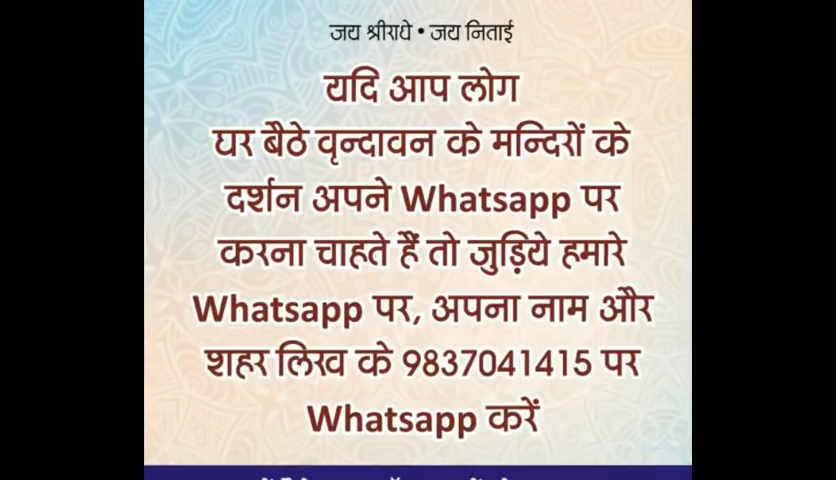 जय श्रीराधे • जय निताई
यदि आप लोग
घर बैठे वृन्दावन के मन्दिरों के
दर्शन अपने Whatsapp पर
करना चाहते हैं तो जुड़िये हमारे
Whatsapp पर, अपना नाम और
शहर लिख के 9837041415 पर
Whatsapp करें